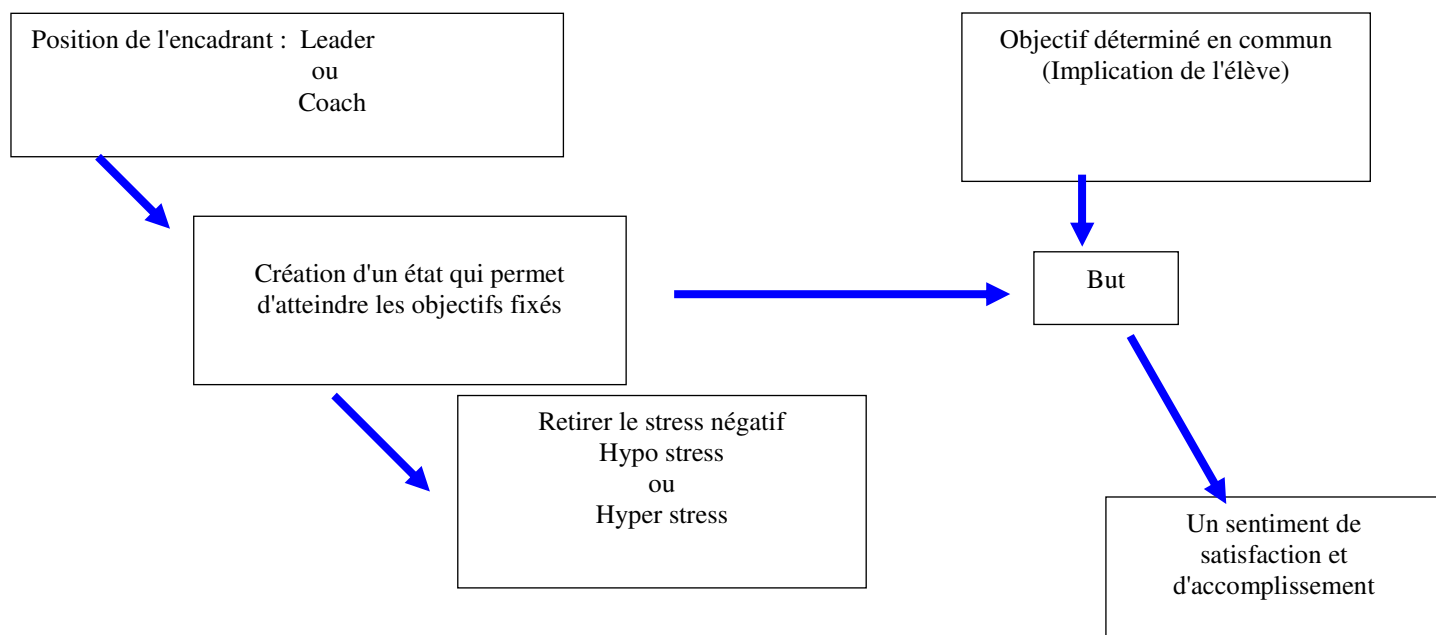 Position de l'encadrant : Leader
ou
Coach
Objectif déterminé en commun
(Implication de l'élève)
Création d'un état qui permet
d'atteindre les objectifs fixés
But
Retirer le stress négatif
Hypo stress
ou
Hyper stress
Un sentiment de
satisfaction et
d'accomplissement